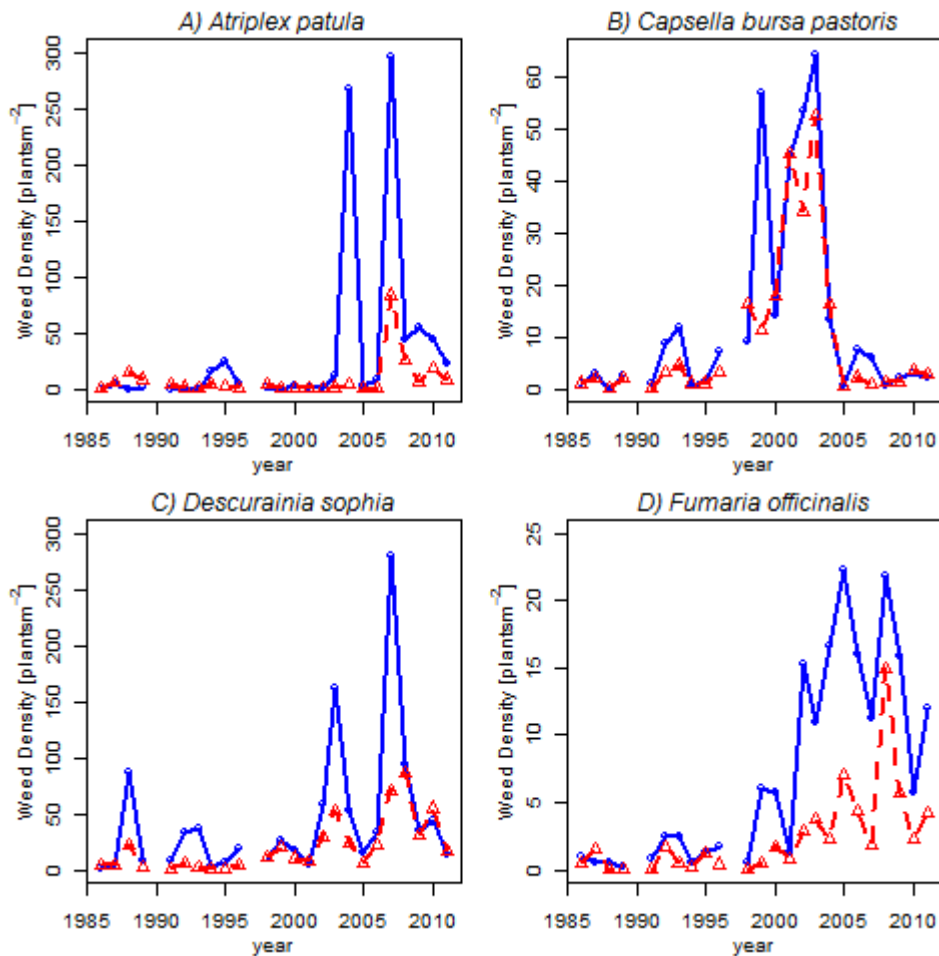 A) Atriplex patula
Weed Density [plantsm⁻²]
0 50 100 150 200 250 300
1985 1990 1995 2000 2005 2010
year
B) Capsella bursa pastoris
Weed Density [plantsm⁻²]
0 10 20 30 40 50 60
1985 1990 1995 2000 2005 2010
year
C) Descurainia sophia
Weed Density [plantsm⁻²]
0 50 100 150 200 250 300
1985 1990 1995 2000 2005 2010
year
D) Fumaria officinalis
Weed Density [plantsm⁻²]
0 5 10 15 20 25
1985 1990 1995 2000 2005 2010
year